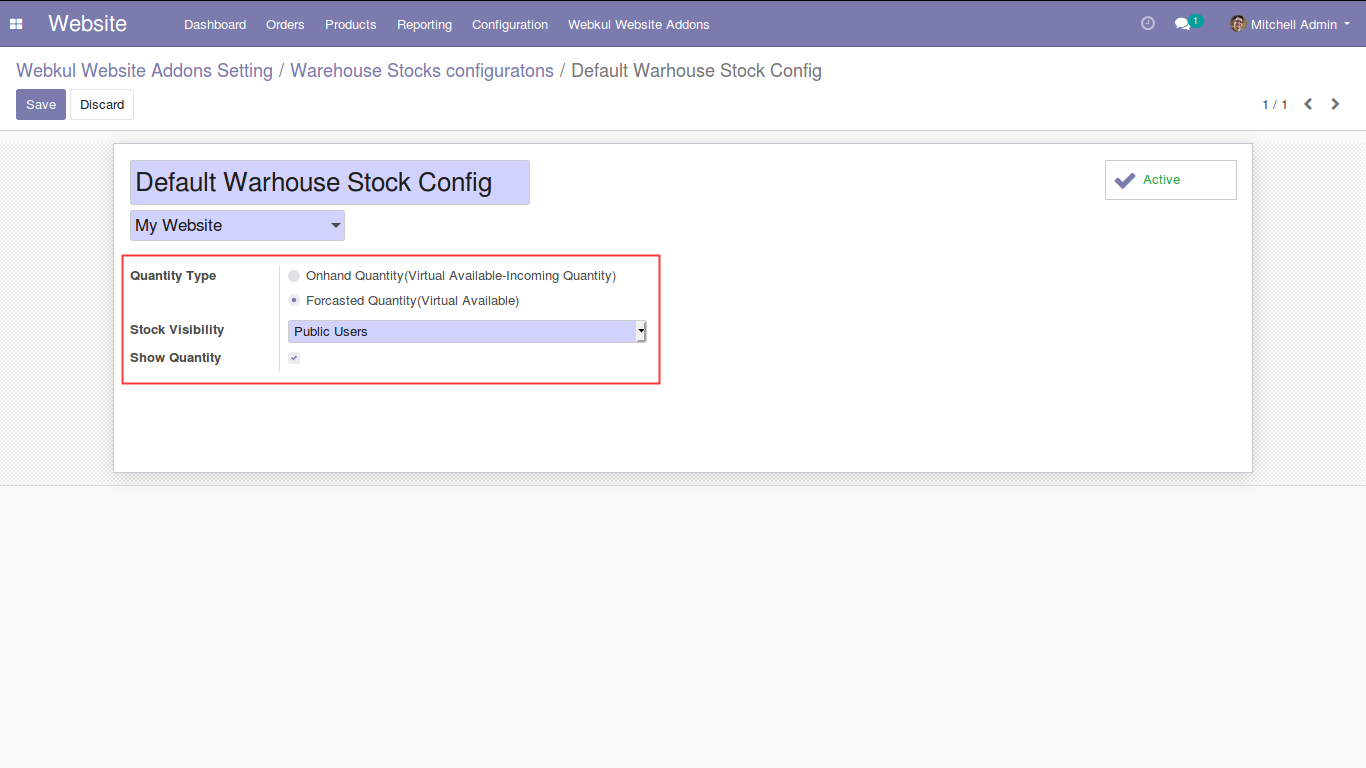 Website Dashboard Orders Products Reporting Configuration Webkul Website Addons 1 Mitchell Admin
Webkul Website Addons Setting / Warehouse Stocks configuratons / Default Warhouse Stock Config
Save Discard 1 / 1
Default Warhouse Stock Config Active
My Website
Quantity Type Onhand Quantity(Virtual Available-Incoming Quantity)
Forcasted Quantity(Virtual Available)
Stock Visibility Public Users
Show Quantity